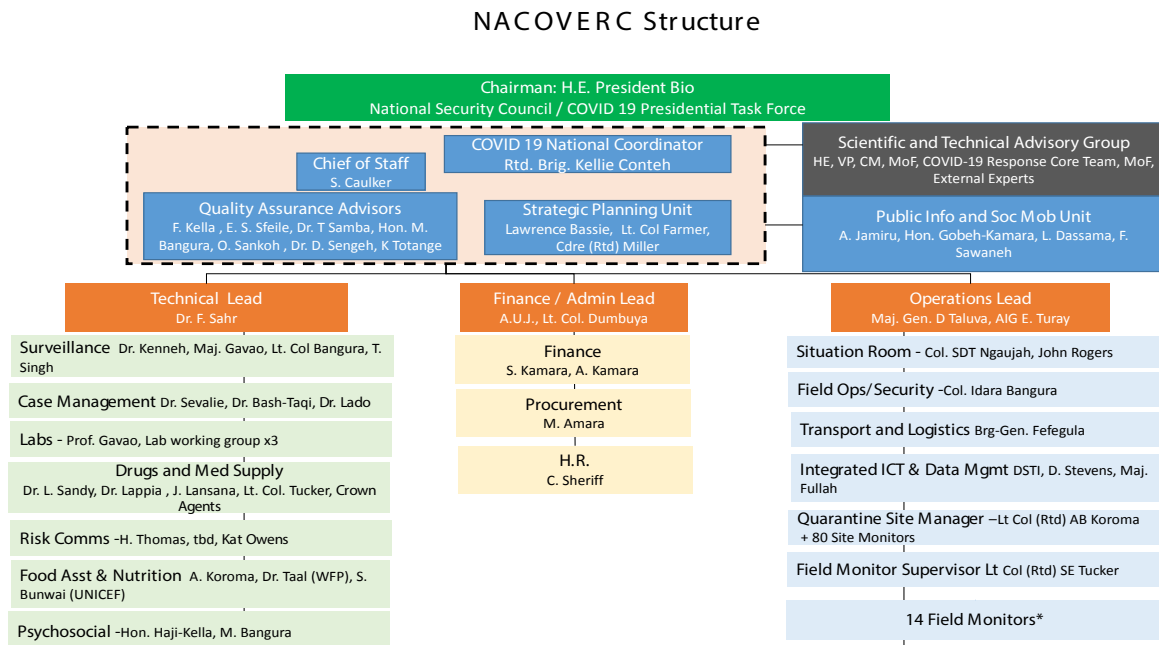 NACOVERC Structure
Chairman: H.E. President Bio
National Security Council / COVID 19 Presidential Task Force
COVID 19 National Coordinator
Rtd. Brig. Kellie Conteh
Chief of Staff
S. Caulker
Quality Assurance Advisors
F. Kella , E. S. Sfeile, Dr. T Samba, Hon. M.
Bangura, O. Sankoh , Dr. D. Sengeh, K Totange
Strategic Planning Unit
Lawrence Bassie, Lt. Col Farmer,
Cdre (Rtd) Miller
Scientific and Technical Advisory Group
HE, VP, CM, MoF, COVID-19 Response Core Team, MoF,
External Experts
Public Info and Soc Mob Unit
A. Jamiru, Hon. Gobeh-Kamara, L. Dassama, F.
Sawaneh
Technical Lead
Dr. F. Sahr
Surveillance Dr. Kenneh, Maj. Gavao, Lt. Col Bangura, T.
Singh
Case Management Dr. Sevalie, Dr. Bash-Taqi, Dr. Lado
Labs - Prof. Gavao, Lab working group x3
Drugs and Med Supply
Dr. L. Sandy, Dr. Lappia , J. Lansana, Lt. Col. Tucker, Crown
Agents
Risk Comms -H. Thomas, tbd, Kat Owens
Food Asst & Nutrition A. Koroma, Dr. Taal (WFP), S.
Bunwai (UNICEF)
Psychosocial -Hon. Haji-Kella, M. Bangura
Finance / Admin Lead
A.U.J., Lt. Col. Dumbuya
Finance
S. Kamara, A. Kamara
Procurement
M. Amara
H.R.
C. Sheriff
Operations Lead
Maj. Gen. D Taluva, AIG E. Turay
Situation Room - Col. SDT Ngaujah, John Rogers
Field Ops/Security -Col. Idara Bangura
Transport and Logistics Brg-Gen. Fefegula
Integrated ICT & Data Mgmt DSTI, D. Stevens, Maj.
Fullah
Quarantine Site Manager –Lt Col (Rtd) AB Koroma
+ 80 Site Monitors
Field Monitor Supervisor Lt Col (Rtd) SE Tucker
14 Field Monitors*